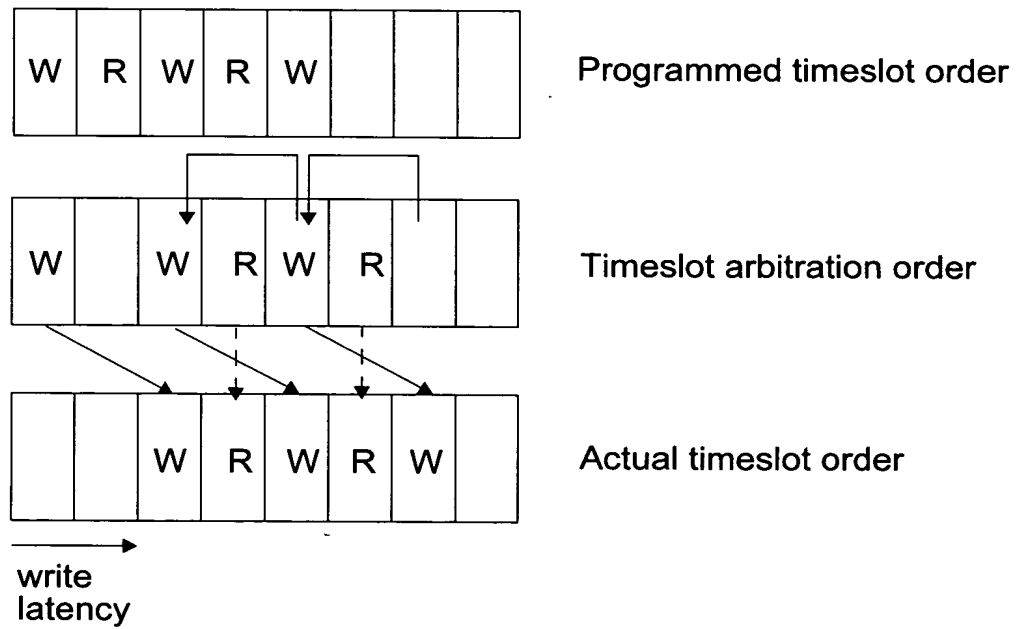 W R W R W
Programmed timeslot order
W W R W R
Timeslot arbitration order
W R W R W
Actual timeslot order
write
latency